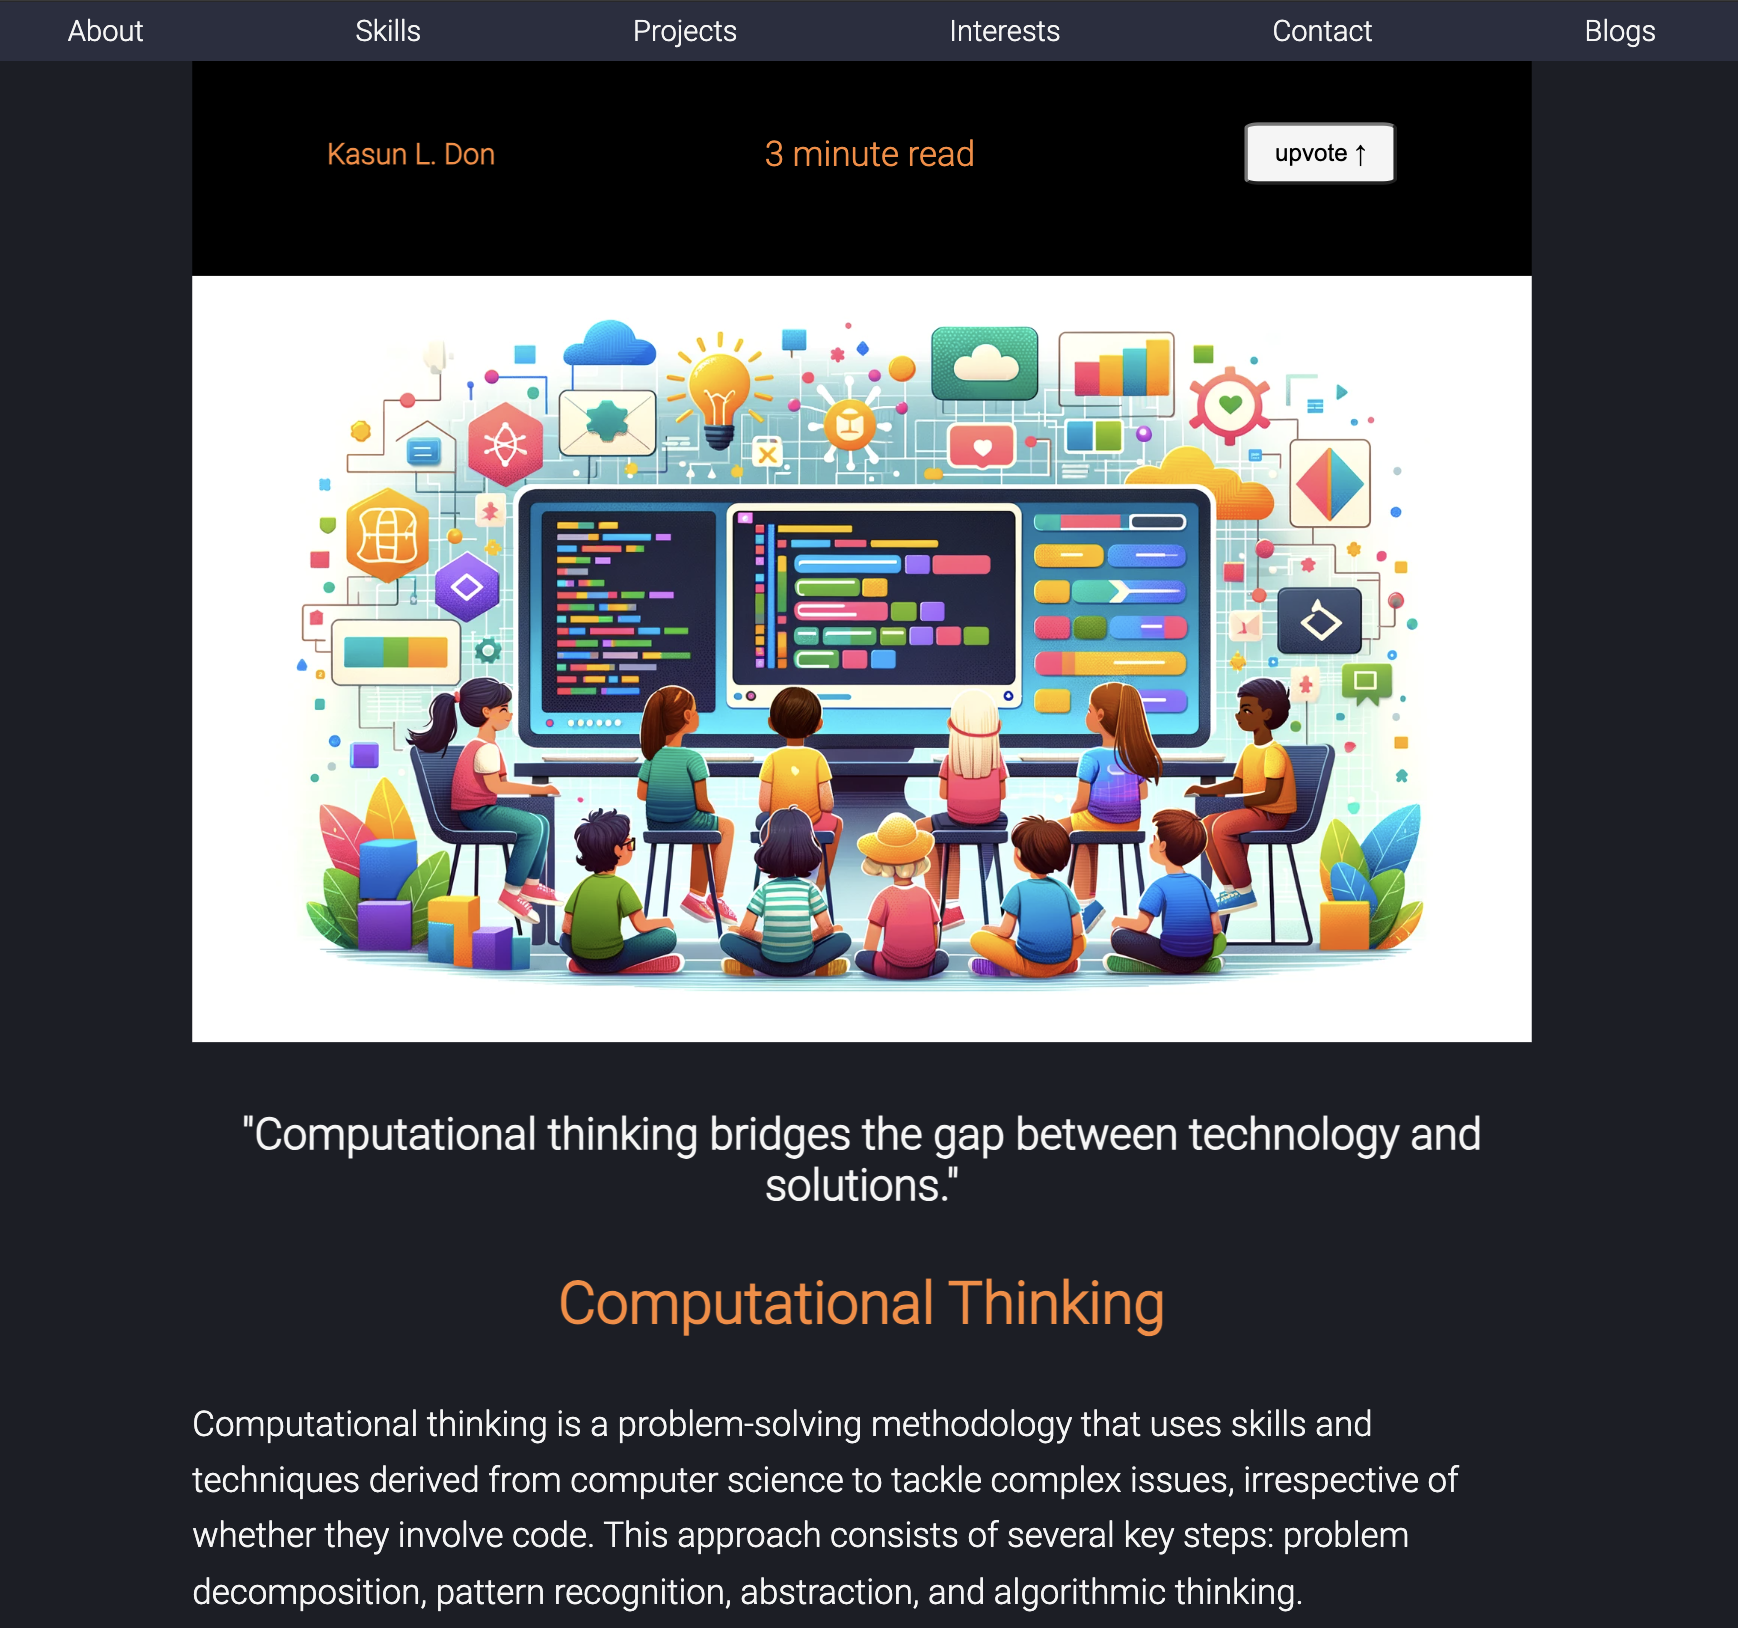 About Skills Projects Interests Contact Blogs
Kasun L. Don 3 minute read upvote ↑
"Computational thinking bridges the gap between technology and
solutions."
Computational Thinking
Computational thinking is a problem-solving methodology that uses skills and
techniques derived from computer science to tackle complex issues, irrespective of
whether they involve code. This approach consists of several key steps: problem
decomposition, pattern recognition, abstraction, and algorithmic thinking.